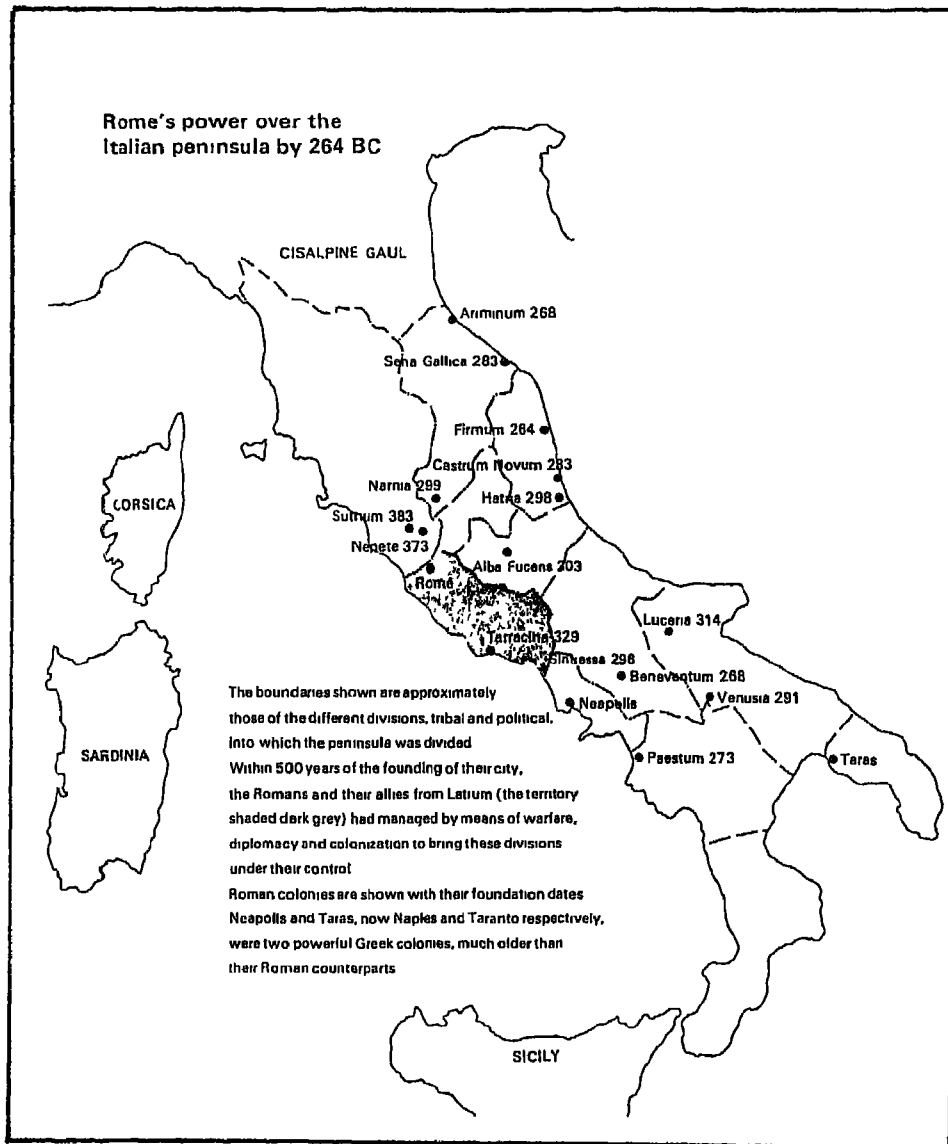 Rome's power over the
Italian peninsula by 264 BC
CISALPINE GAUL
Ariminum 268
Sena Gallica 283
Firmum 264
Castrum Novum 283
Narnia 299
Hatria 298
CORSICA
Sutrium 383
Nepete 373
Alba Fucens 303
Rome
Luceria 314
Tarracina 329
Sinuessa 296
Beneventum 268
Venusia 291
Neapolis
SARDINIA
Paestum 273
Taras
The boundaries shown are approximately
those of the different divisions, tribal and political,
into which the peninsula was divided
Within 500 years of the founding of their city,
the Romans and their allies from Latium (the territory
shaded dark grey) had managed by means of warfare,
diplomacy and colonization to bring these divisions
under their control
Roman colonies are shown with their foundation dates
Neapolis and Taras, now Naples and Taranto respectively,
were two powerful Greek colonies, much older than
their Roman counterparts
SICILY